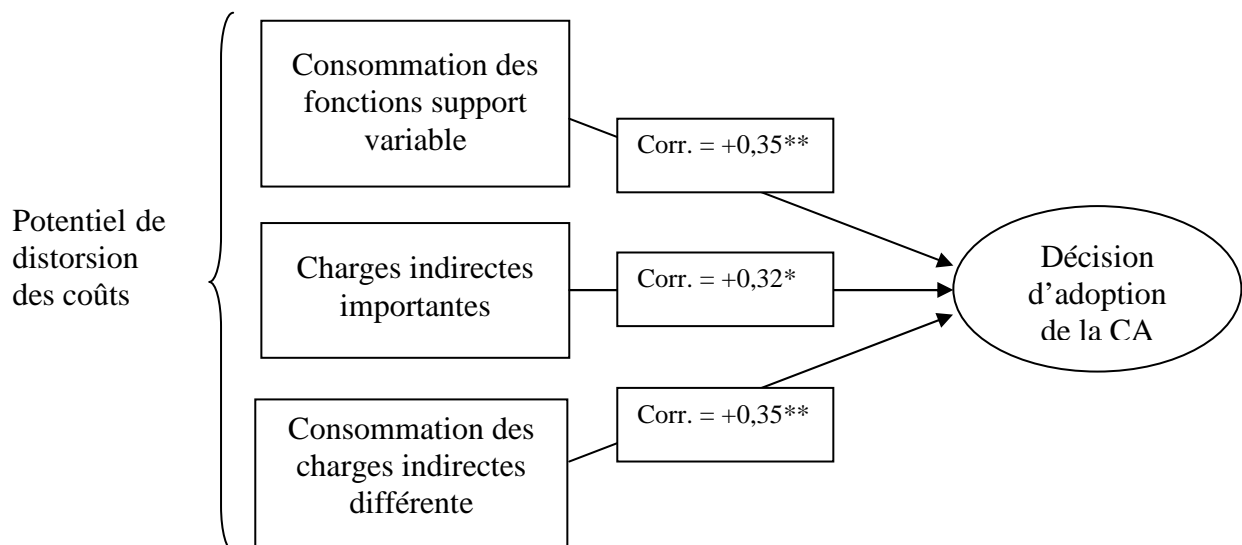 Potentiel de
distorsion
des coûts
Consommation des
fonctions support
variable
Charges indirectes
importantes
Consommation des
charges indirectes
différente
Corr. = +0,35**
Corr. = +0,32*
Corr. = +0,35**
Décision
d’adoption
de la CA